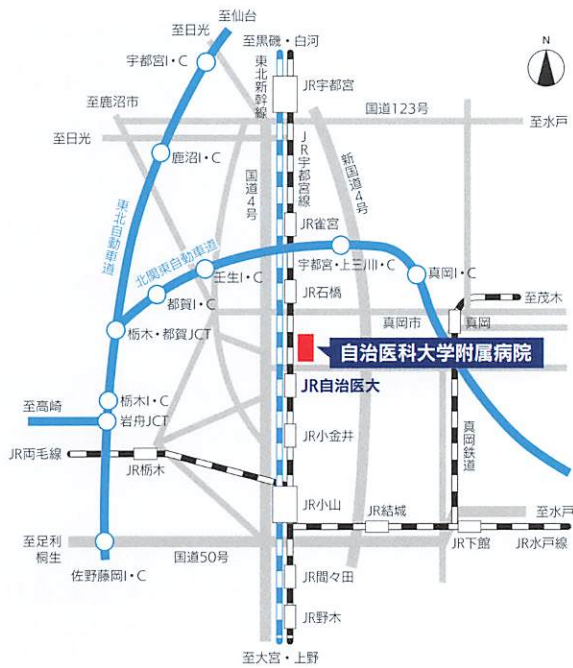 至仙台
至日光
宇都宮I・C
至黒磯・白河
東北新幹線
JR宇都宮
N
至鹿沼市
国道123号
至水戸
至日光
鹿沼I・C
国道4号
JR宇都宮線
新国道4号
東北自動車道
JR雀宮
北関東自動車道
宇都宮・上三川I・C
壬生I・C
真岡I・C
都賀I・C
JR石橋
至茂木
栃木・都賀JCT
真岡市
真岡
自治医科大学附属病院
JR自治医大
栃木I・C
至高崎
岩舟JCT
JR小金井
真岡鉄道
JR両毛線
JR栃木
JR小山
JR結城
至水戸
至足利
桐生
国道50号
JR下館
JR水戸線
佐野藤岡I・C
JR間々田
JR野木
至大宮・上野